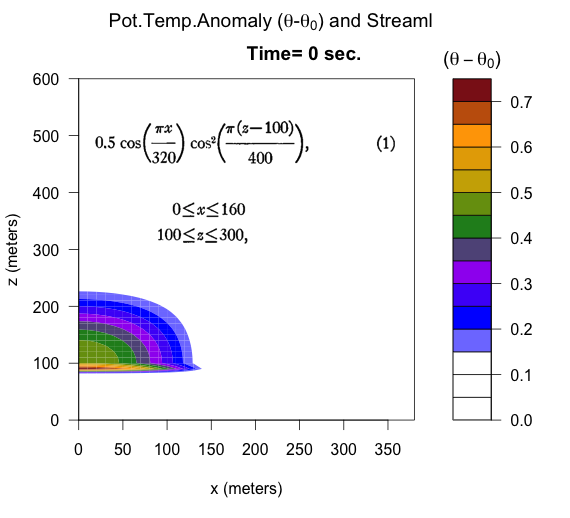 Pot.Temp.Anomaly (θ-θ₀) and Streaml
Time= 0 sec.
(θ − θ₀)
z (meters)
600
500
400
300
200
100
0
0.5 cos(πx/320) cos²(π(z−100)/400), (1)
0≤x≤160
100≤z≤300,
0 50 100 150 200 250 300 350
x (meters)
0.7
0.6
0.5
0.4
0.3
0.2
0.1
0.0